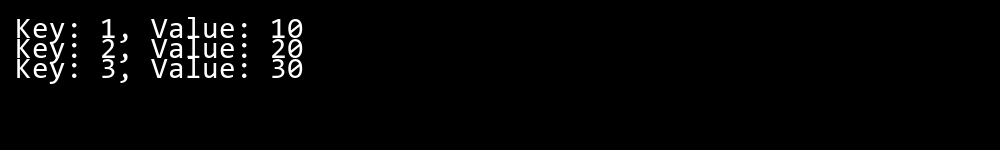 Key: 1, Value: 10
Key: 2, Value: 20
Key: 3, Value: 30